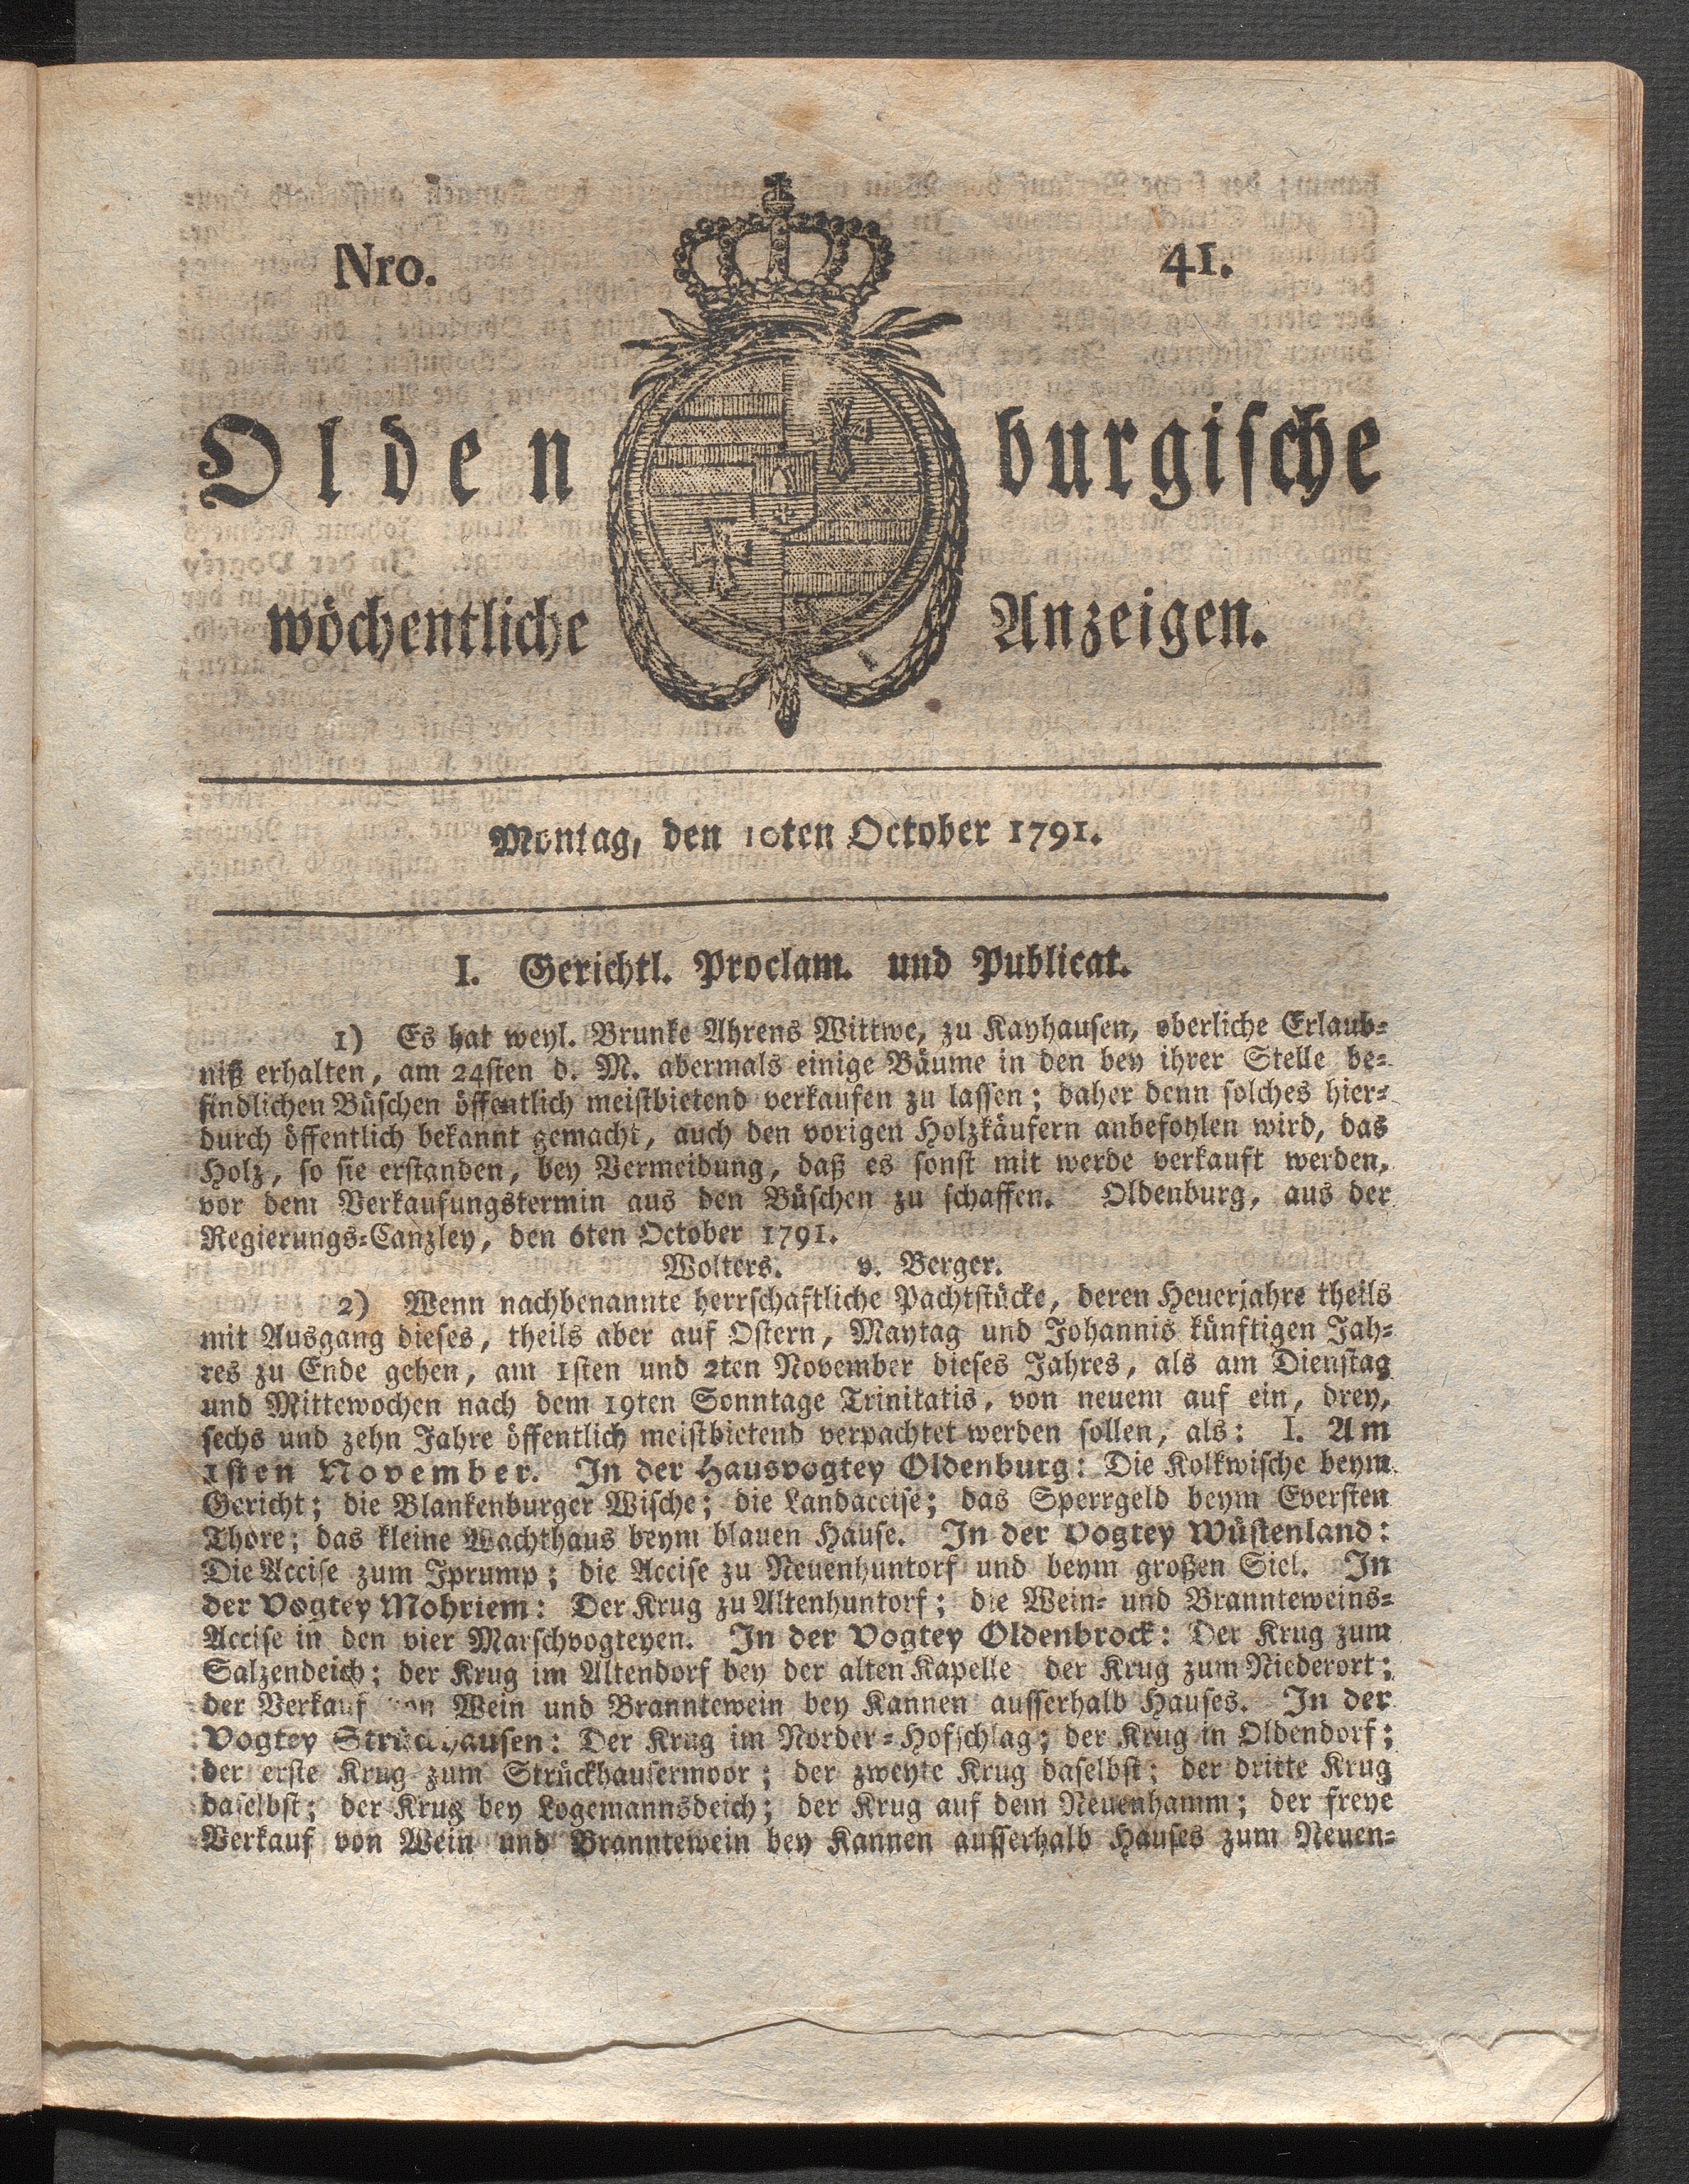 Nro. 41.
Oldenburgische
wöchentliche Anzeigen.
Montag, den 10ten October 1791.
I. Gerichtl. Proclam. und Publicat.
1) Es hat weyl. Brunke Ahrens Wittwe, zu Kayhausen, oberliche Erlaub=
niß erhalten, am 24sten d. M. abermals einige Bäume in den bey ihrer Stelle be=
findlichen Büschen öffentlich meistbietend verkaufen zu lassen; daher denn solches hier=
durch öffentlich bekannt gemacht, auch den vorigen Holzkäufern anbefohlen wird, das
Holz, so sie erstanden, bey Vermeidung, daß es sonst mit werde verkauft werden,
vor dem Verkaufungstermin aus den Büschen zu schaffen. Oldenburg, aus der
Regierungs=Canzley, den 6ten October 1791.
Wolters. v. Berger.
2) Wenn nachbenannte herrschaftliche Pachtstücke, deren Heuerjahre theils
mit Ausgang dieses, theils aber auf Ostern, Maytag und Johannis künftigen Jah=
res zu Ende gehen, am 1sten und 2ten November dieses Jahres, als am Dienstag
und Mittewochen nach dem 19ten Sonntage Trinitatis, von neuem auf ein, drey,
sechs und zehn Jahre öffentlich meistbietend verpachtet werden sollen, als: I. Am
1sten November. In der Hausvogtey Oldenburg: Die Kolkwische beym
Gericht; die Blankenburger Wische; die Landaccise; das Sperrgeld beym Eversten
Thore; das kleine Wachthaus beym blauen Hause. In der Vogtey Wüstenland:
Die Accise zum Iprump; die Accise zu Neuenhuntorf und beym großen Siel. In
der Vogtey Mohriem: Der Krug zu Altenhuntorf; die Wein= und Brannteweins=
Accise in den vier Marschvogteyen. In der Vogtey Oldenbrock: Der Krug zum
Salzendeich; der Krug im Altendorf bey der alten Kapelle der Krug zum Niederort;
der Verkauf von Wein und Branntewein bey Kannen ausserhalb Hauses. In der
Vogtey Strückhausen: Der Krug im Norder=Hofschlag; der Krug in Oldendorf;
der erste Krug zum Strückhausermoor; der zweyte Krug daselbst; der dritte Krug
daselbst; der Krug bey Logemannsdeich; der Krug auf dem Neuenhamm; der freye
Verkauf von Wein und Branntewein bey Kannen ausserhalb Hauses zum Neuen=